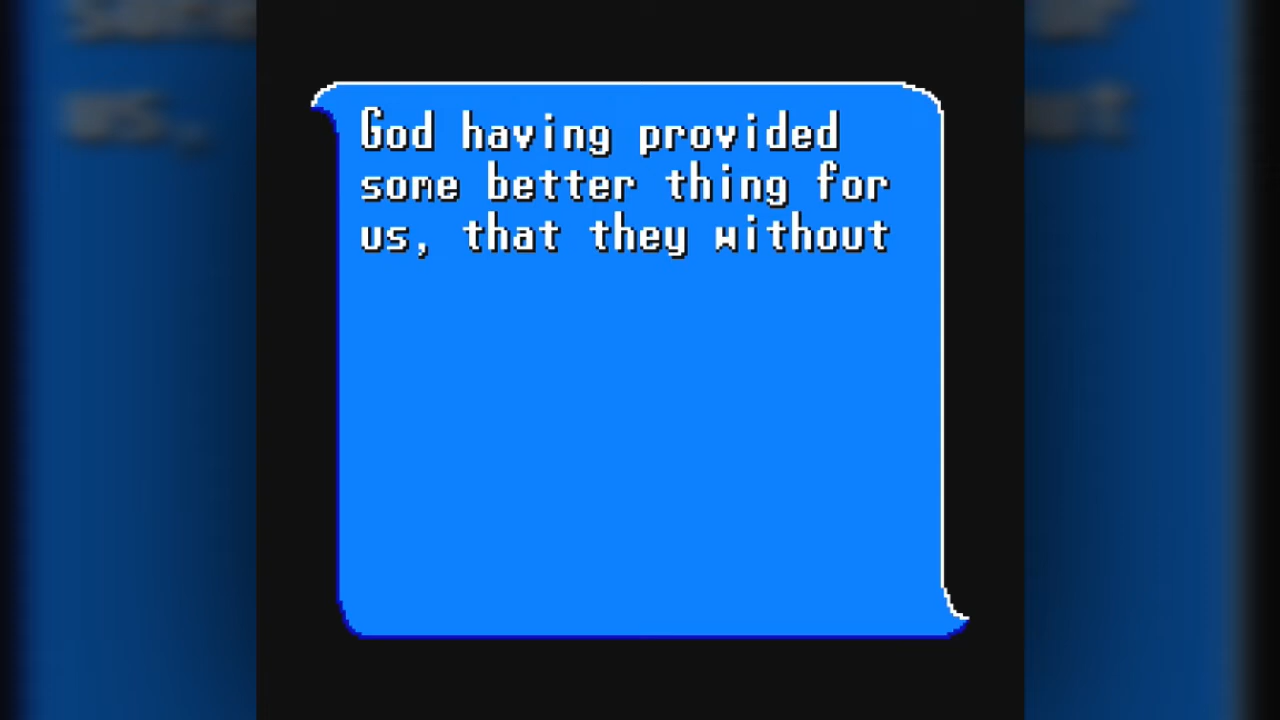 God having provided
some better thing for
us, that they without